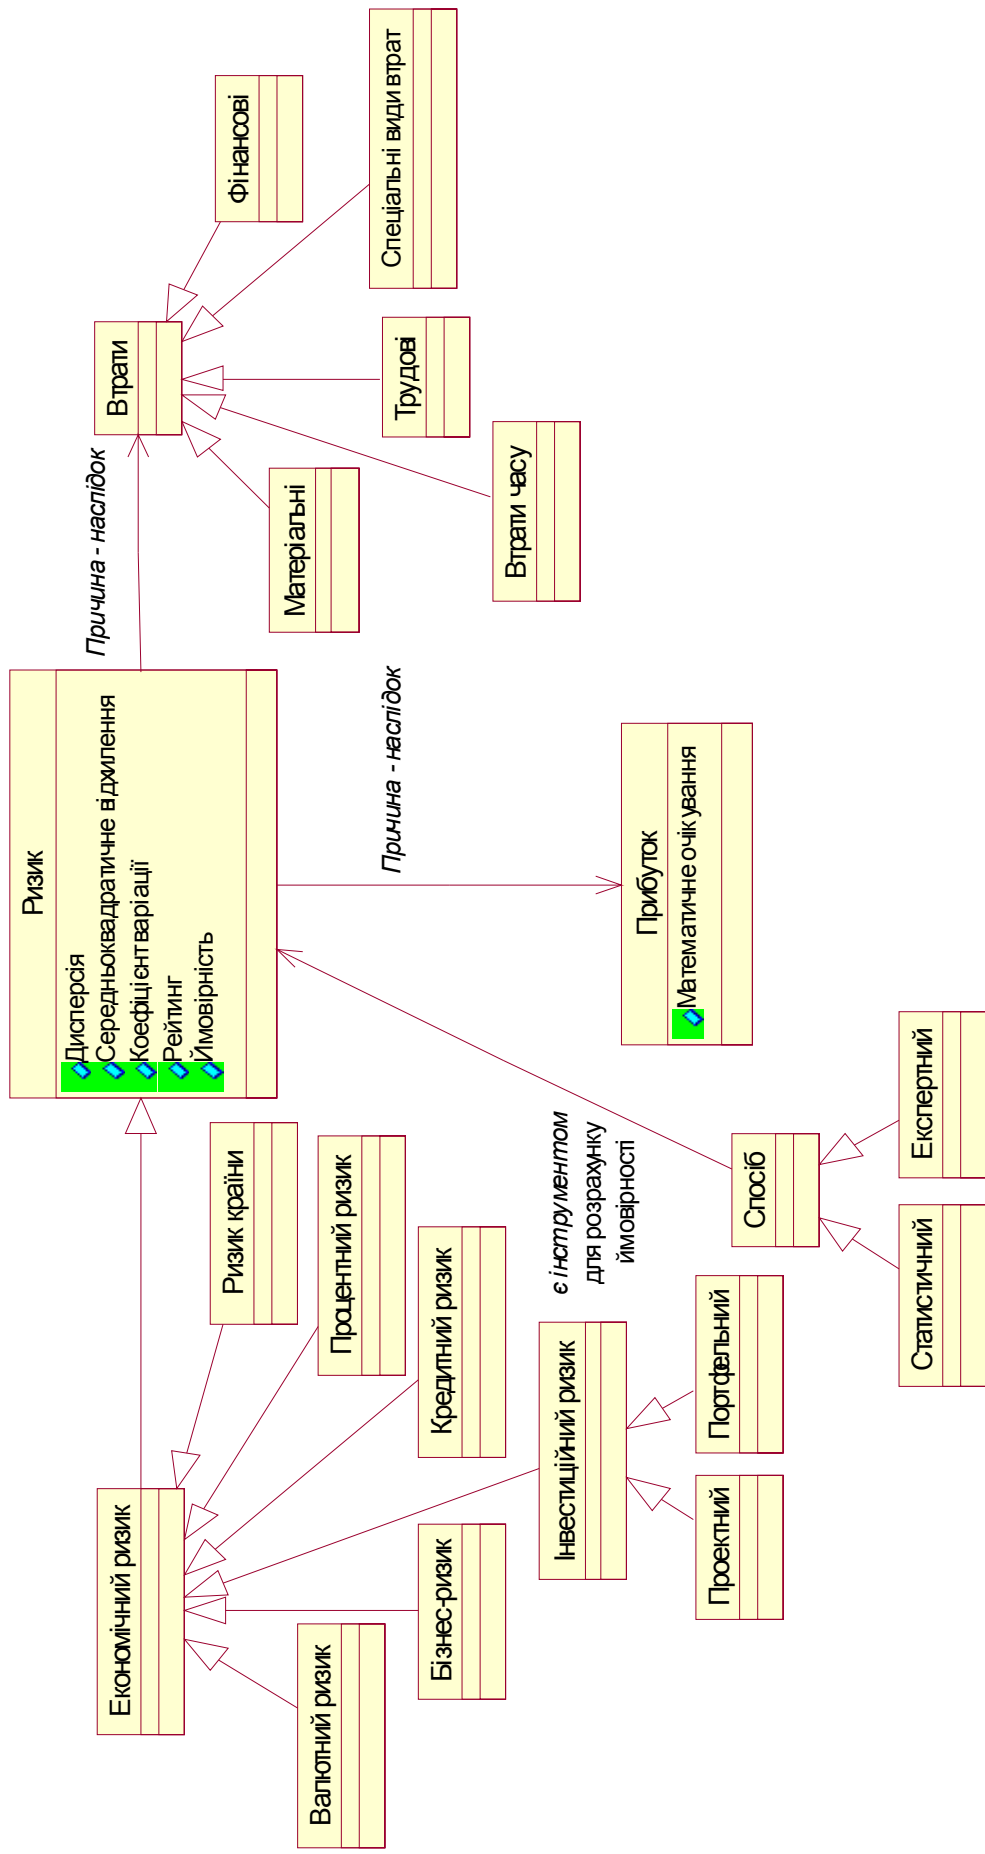 Ризик
Дисперсія
Середньоквадратичне відхилення
Коефіцієнт варіації
Рейтинг
Ймовірність
Економічний ризик
Втрати
Причина - наслідок
Ризик країни
Фінансові
Валютний ризик
Процентний ризик
Матеріальні
Причина - наслідок
Трудові
Спеціальні види втрат
Бізнес-ризик
Кредитний ризик
Втрати часу
Інвестиційний ризик
є інструментом
для розрахунку
ймовірності
Прибуток
Математичне очікування
Проектний
Портфельний
Спосіб
Статистичний
Експертний